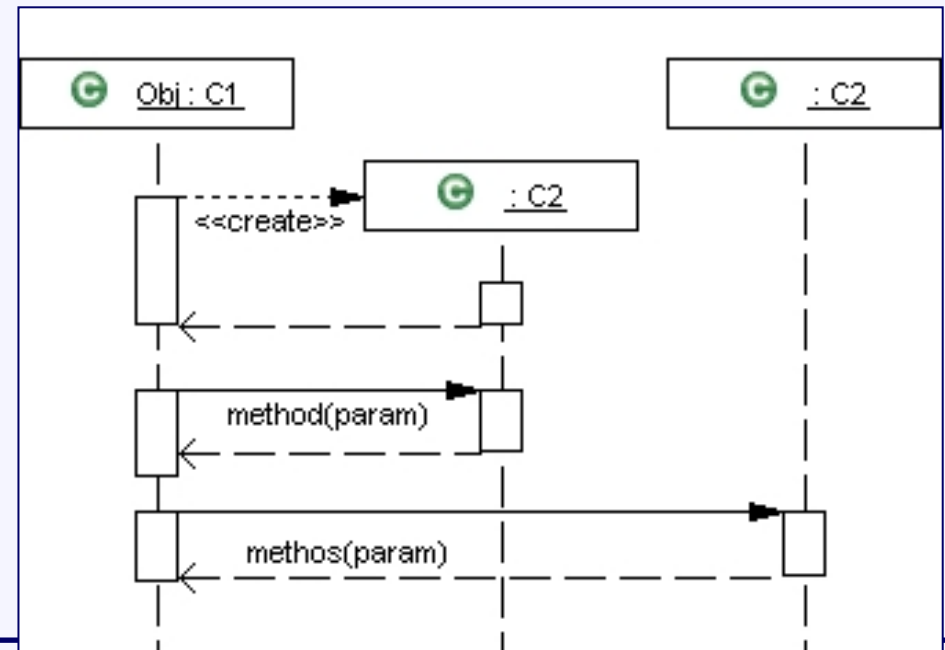 C Obj : C1
C : C2
C : C2
<<create>>
method(param)
methos(param)